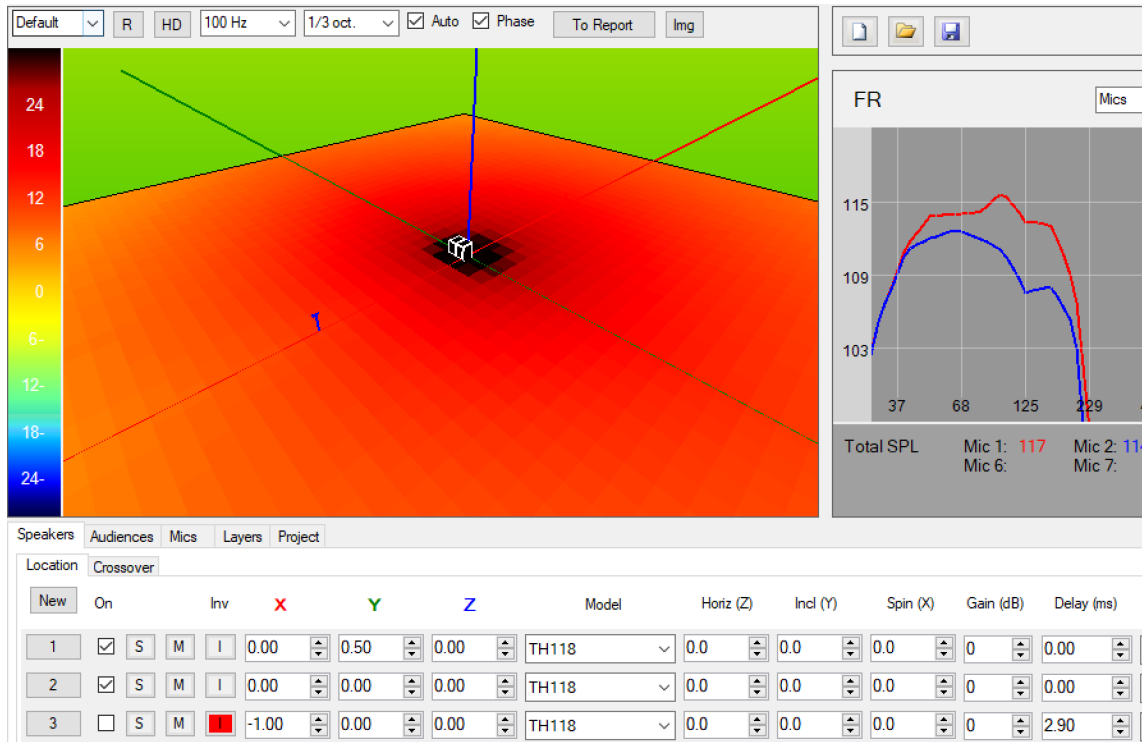 Default R HD 100 Hz 1/3 oct. Auto Phase To Report Img
24
18
12
6
0
6-
12-
18-
24-
1
FR Mics
115
109
103
37 68 125 229
Total SPL Mic 1: 117 Mic 2: 114
Mic 6: Mic 7:
Speakers Audiences Mics Layers Project
Location Crossover
New On Inv X Y Z Model Horiz (Z) Incl (Y) Spin (X) Gain (dB) Delay (ms)
1 S M I 0.00 0.50 0.00 TH118 0.0 0.0 0.0 0 0.00
2 S M I 0.00 0.00 0.00 TH118 0.0 0.0 0.0 0 0.00
3 S M I -1.00 0.00 0.00 TH118 0.0 0.0 0.0 0 2.90